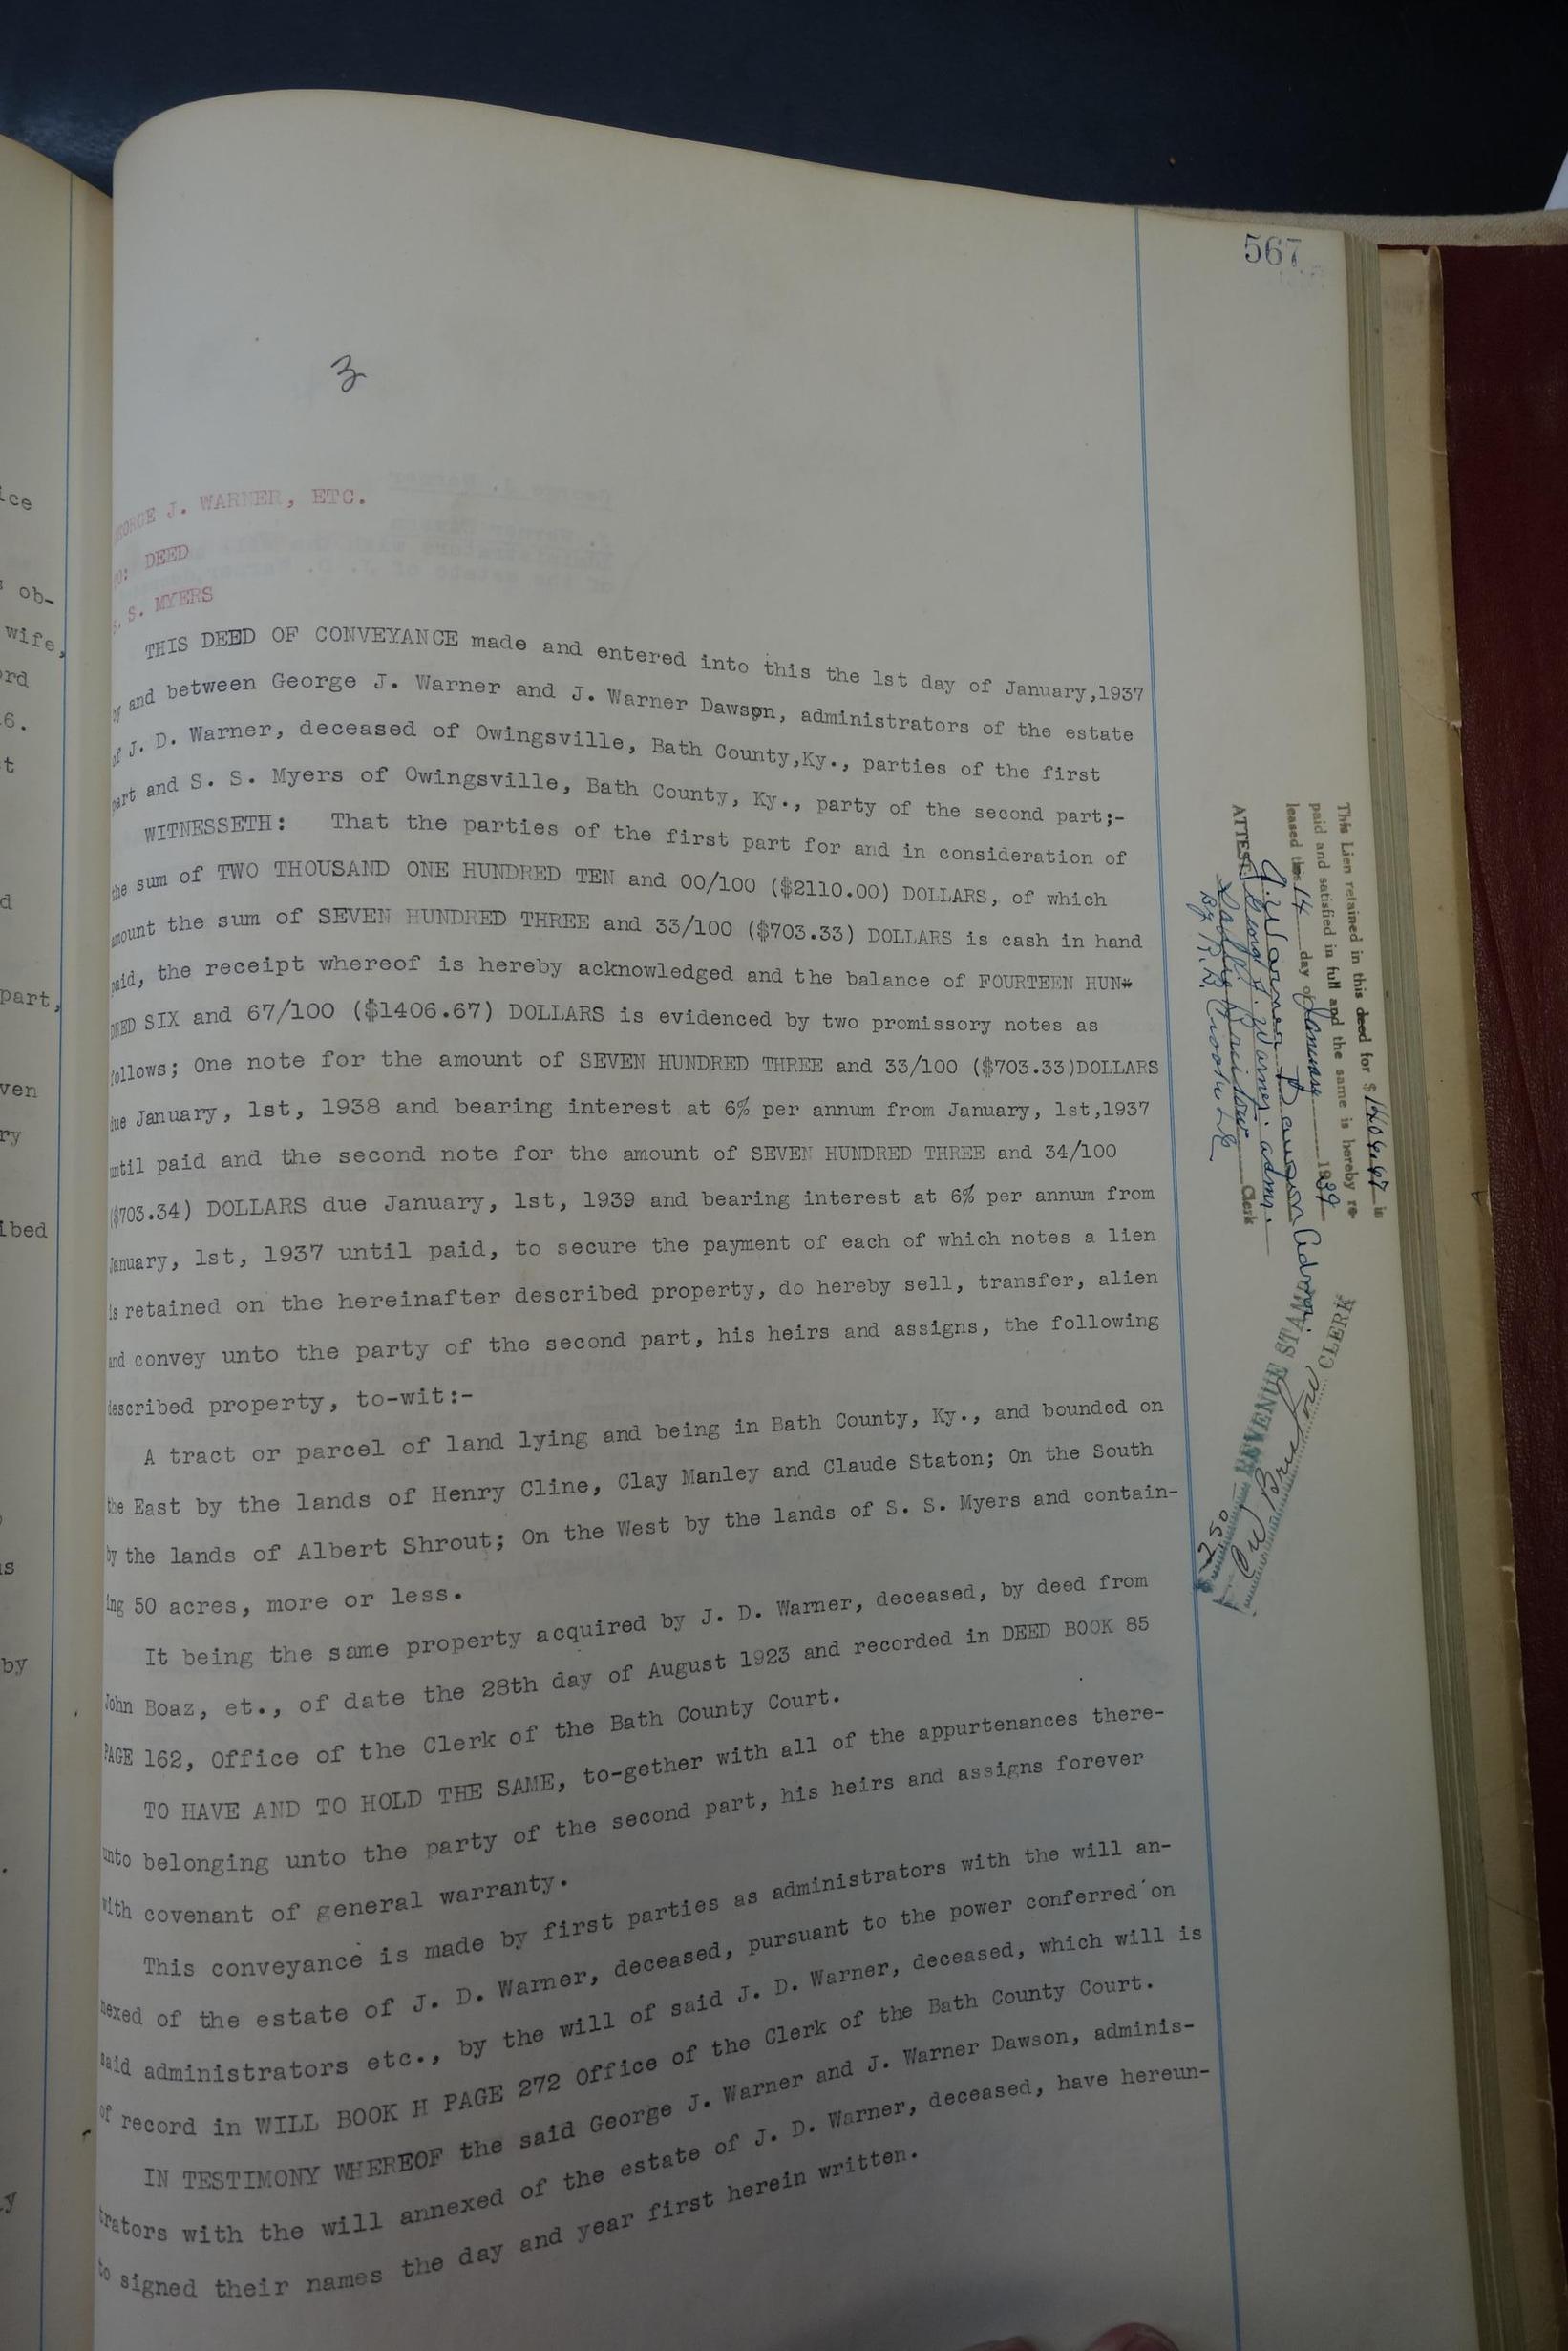 567
3
GEORGE J. WARNER, ETC.
TO: DEED
S. S. MYERS
THIS DEED OF CONVEYANCE made and entered into this the 1st day of January,1937
by and between George J. Warner and J. Warner Dawson, administrators of the estate
of J. D. Warner, deceased of Owingsville, Bath County,Ky., parties of the first
part and S. S. Myers of Owingsville, Bath County, Ky., party of the second part;-
WITNESSETH: That the parties of the first part for and in consideration of
the sum of TWO THOUSAND ONE HUNDRED TEN and 00/100 ($2110.00) DOLLARS, of which
amount the sum of SEVEN HUNDRED THREE and 33/100 ($703.33) DOLLARS is cash in hand
paid, the receipt whereof is hereby acknowledged and the balance of FOURTEEN HUN-
DRED SIX and 67/100 ($1406.67) DOLLARS is evidenced by two promissory notes as
follows; One note for the amount of SEVEN HUNDRED THREE and 33/100 ($703.33)DOLLARS
due January, 1st, 1938 and bearing interest at 6% per annum from January, 1st,1937
until paid and the second note for the amount of SEVEN HUNDRED THREE and 34/100
($703.34) DOLLARS due January, 1st, 1939 and bearing interest at 6% per annum from
January, 1st, 1937 until paid, to secure the payment of each of which notes a lien
is retained on the hereinafter described property, do hereby sell, transfer, alien
and convey unto the party of the second part, his heirs and assigns, the following
described property, to-wit:-
A tract or parcel of land lying and being in Bath County, Ky., and bounded on
the East by the lands of Henry Cline, Clay Manley and Claude Staton; On the South
by the lands of Albert Shrout; On the West by the lands of S. S. Myers and contain-
ing 50 acres, more or less.
It being the same property acquired by J. D. Warner, deceased, by deed from
John Boaz, et., of date the 28th day of August 1923 and recorded in DEED BOOK 85
PAGE 162, Office of the Clerk of the Bath County Court.
TO HAVE AND TO HOLD THE SAME, to-gether with all of the appurtenances there-
unto belonging unto the party of the second part, his heirs and assigns forever
with covenant of general warranty.
This conveyance is made by first parties as administrators with the will an-
nexed of the estate of J. D. Warner, deceased, pursuant to the power conferred on
said administrators etc., by the will of said J. D. Warner, deceased, which will is
of record in WILL BOOK H PAGE 272 Office of the Clerk of the Bath County Court.
IN TESTIMONY WHEREOF the said George J. Warner and J. Warner Dawson, adminis-
trators with the will annexed of the estate of J. D. Warner, deceased, have hereun-
to signed their names the day and year first herein written.
This Lien retained in this deed for $1406.67 is
paid and satisfied in full and the same is hereby re-
leased this 14 day of January 1939
J. Warner Dawson Admr.
George J. Warner admr.
ATTEST: Bristow Clerk
By R. B.
$2.50 REVENUE STAMP
Bristow CLERK
ice
ob-
wife,
ord
6.
t
d
part,
ven
ry
ibed
s
by
y